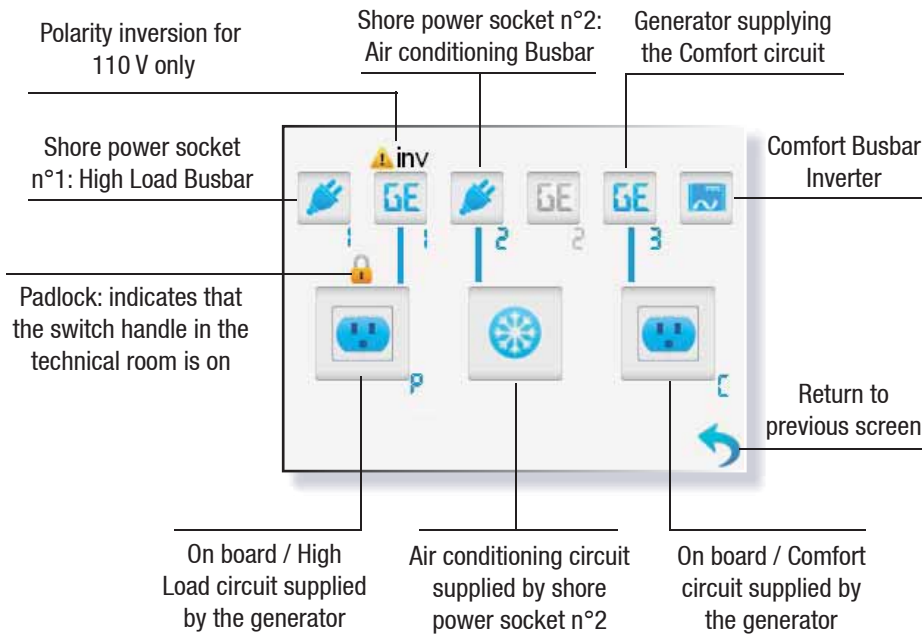 Polarity inversion for
110 V only
Shore power socket n°2:
Air conditioning Busbar
Generator supplying
the Comfort circuit
Shore power socket
n°1: High Load Busbar
Comfort Busbar
Inverter
inv
GE
GE
GE
1
1
2
2
3
Padlock: indicates that
the switch handle in the
technical room is on
P
C
Return to
previous screen
On board / High
Load circuit supplied
by the generator
Air conditioning circuit
supplied by shore
power socket n°2
On board / Comfort
circuit supplied by
the generator